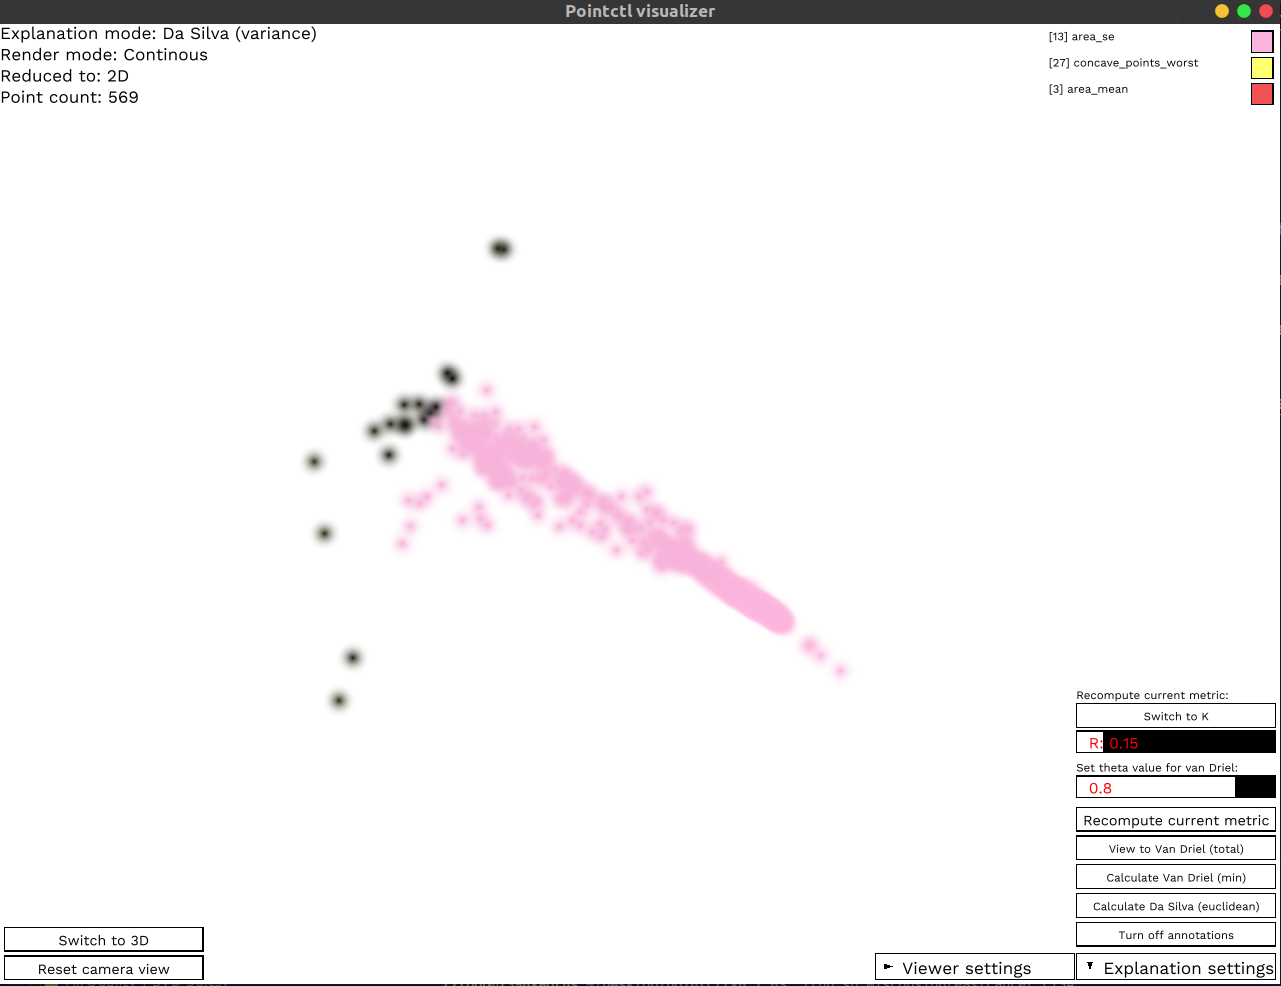 Pointctl visualizer
Explanation mode: Da Silva (variance)
Render mode: Continous
Reduced to: 2D
Point count: 569
[13] area_se
[27] concave_points_worst
[3] area_mean
Recompute current metric:
Switch to K
R: 0.15
Set theta value for van Driel:
0.8
Recompute current metric
View to Van Driel (total)
Calculate Van Driel (min)
Calculate Da Silva (euclidean)
Turn off annotations
Switch to 3D
Reset camera view
Viewer settings
Explanation settings